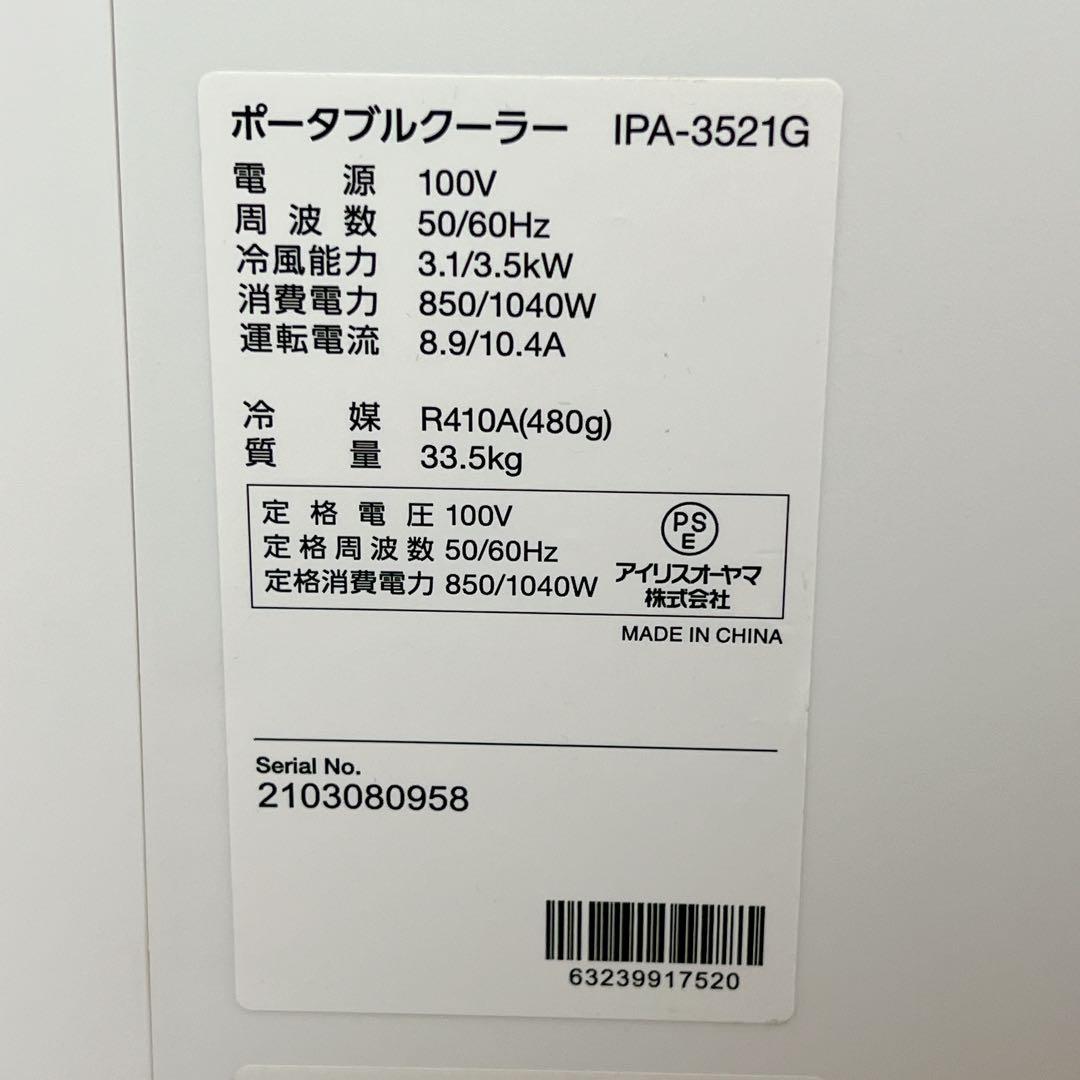 ポータブルクーラー IPA-3521G
電源 100V
周波数 50/60Hz
冷風能力 3.1/3.5kW
消費電力 850/1040W
運転電流 8.9/10.4A
冷媒 R410A(480g)
質量 33.5kg
定格電圧 100V
定格周波数 50/60Hz
定格消費電力 850/1040W
PSE
アイリスオーヤマ
株式会社
MADE IN CHINA
Serial No.
2103080958
63239917520